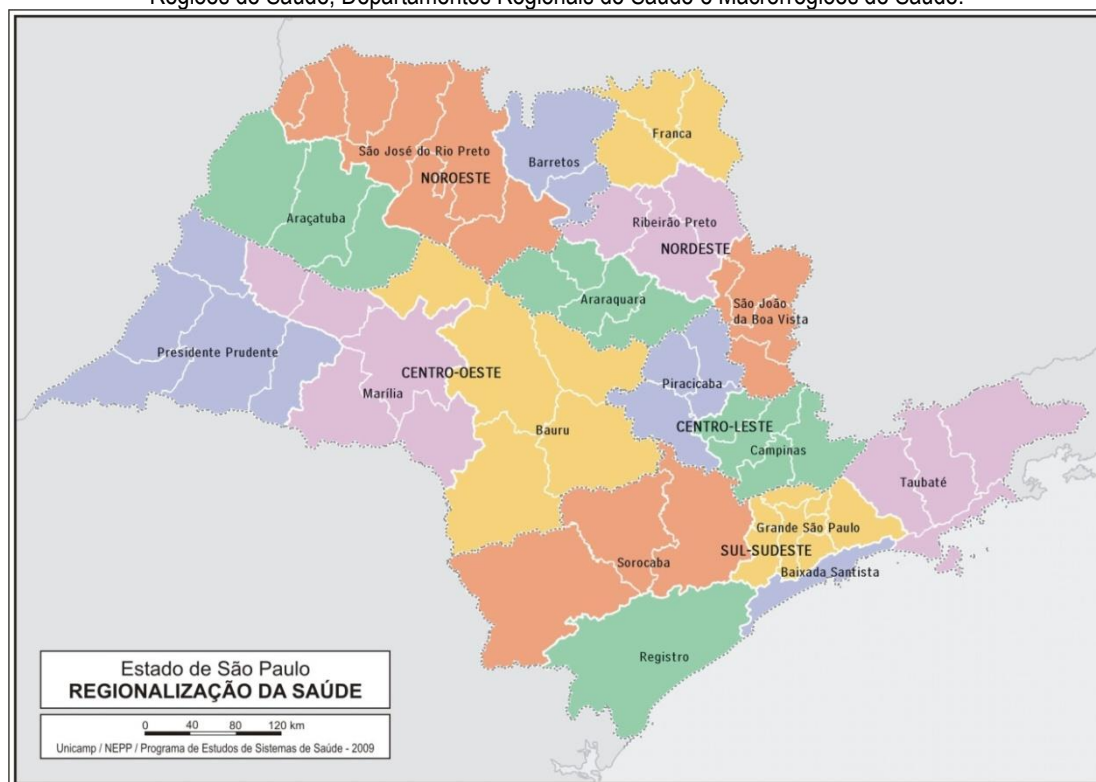 Regiões de Saúde, Departamentos Regionais de Saúde e Macrorregiões de Saúde.
São José do Rio Preto
NOROESTE
Barretos
Franca
Ribeirão Preto
NORDESTE
Araçatuba
Araraquara
São João
da Boa Vista
Presidente Prudente
CENTRO-OESTE
Marília
Piracicaba
Bauru
CENTRO-LESTE
Campinas
Taubaté
Grande São Paulo
SUL-SUDESTE
Sorocaba
Baixada Santista
Registro
Estado de São Paulo
REGIONALIZAÇÃO DA SAÚDE
0 40 80 120 km
Unicamp / NEPP / Programa de Estudos de Sistemas de Saúde - 2009